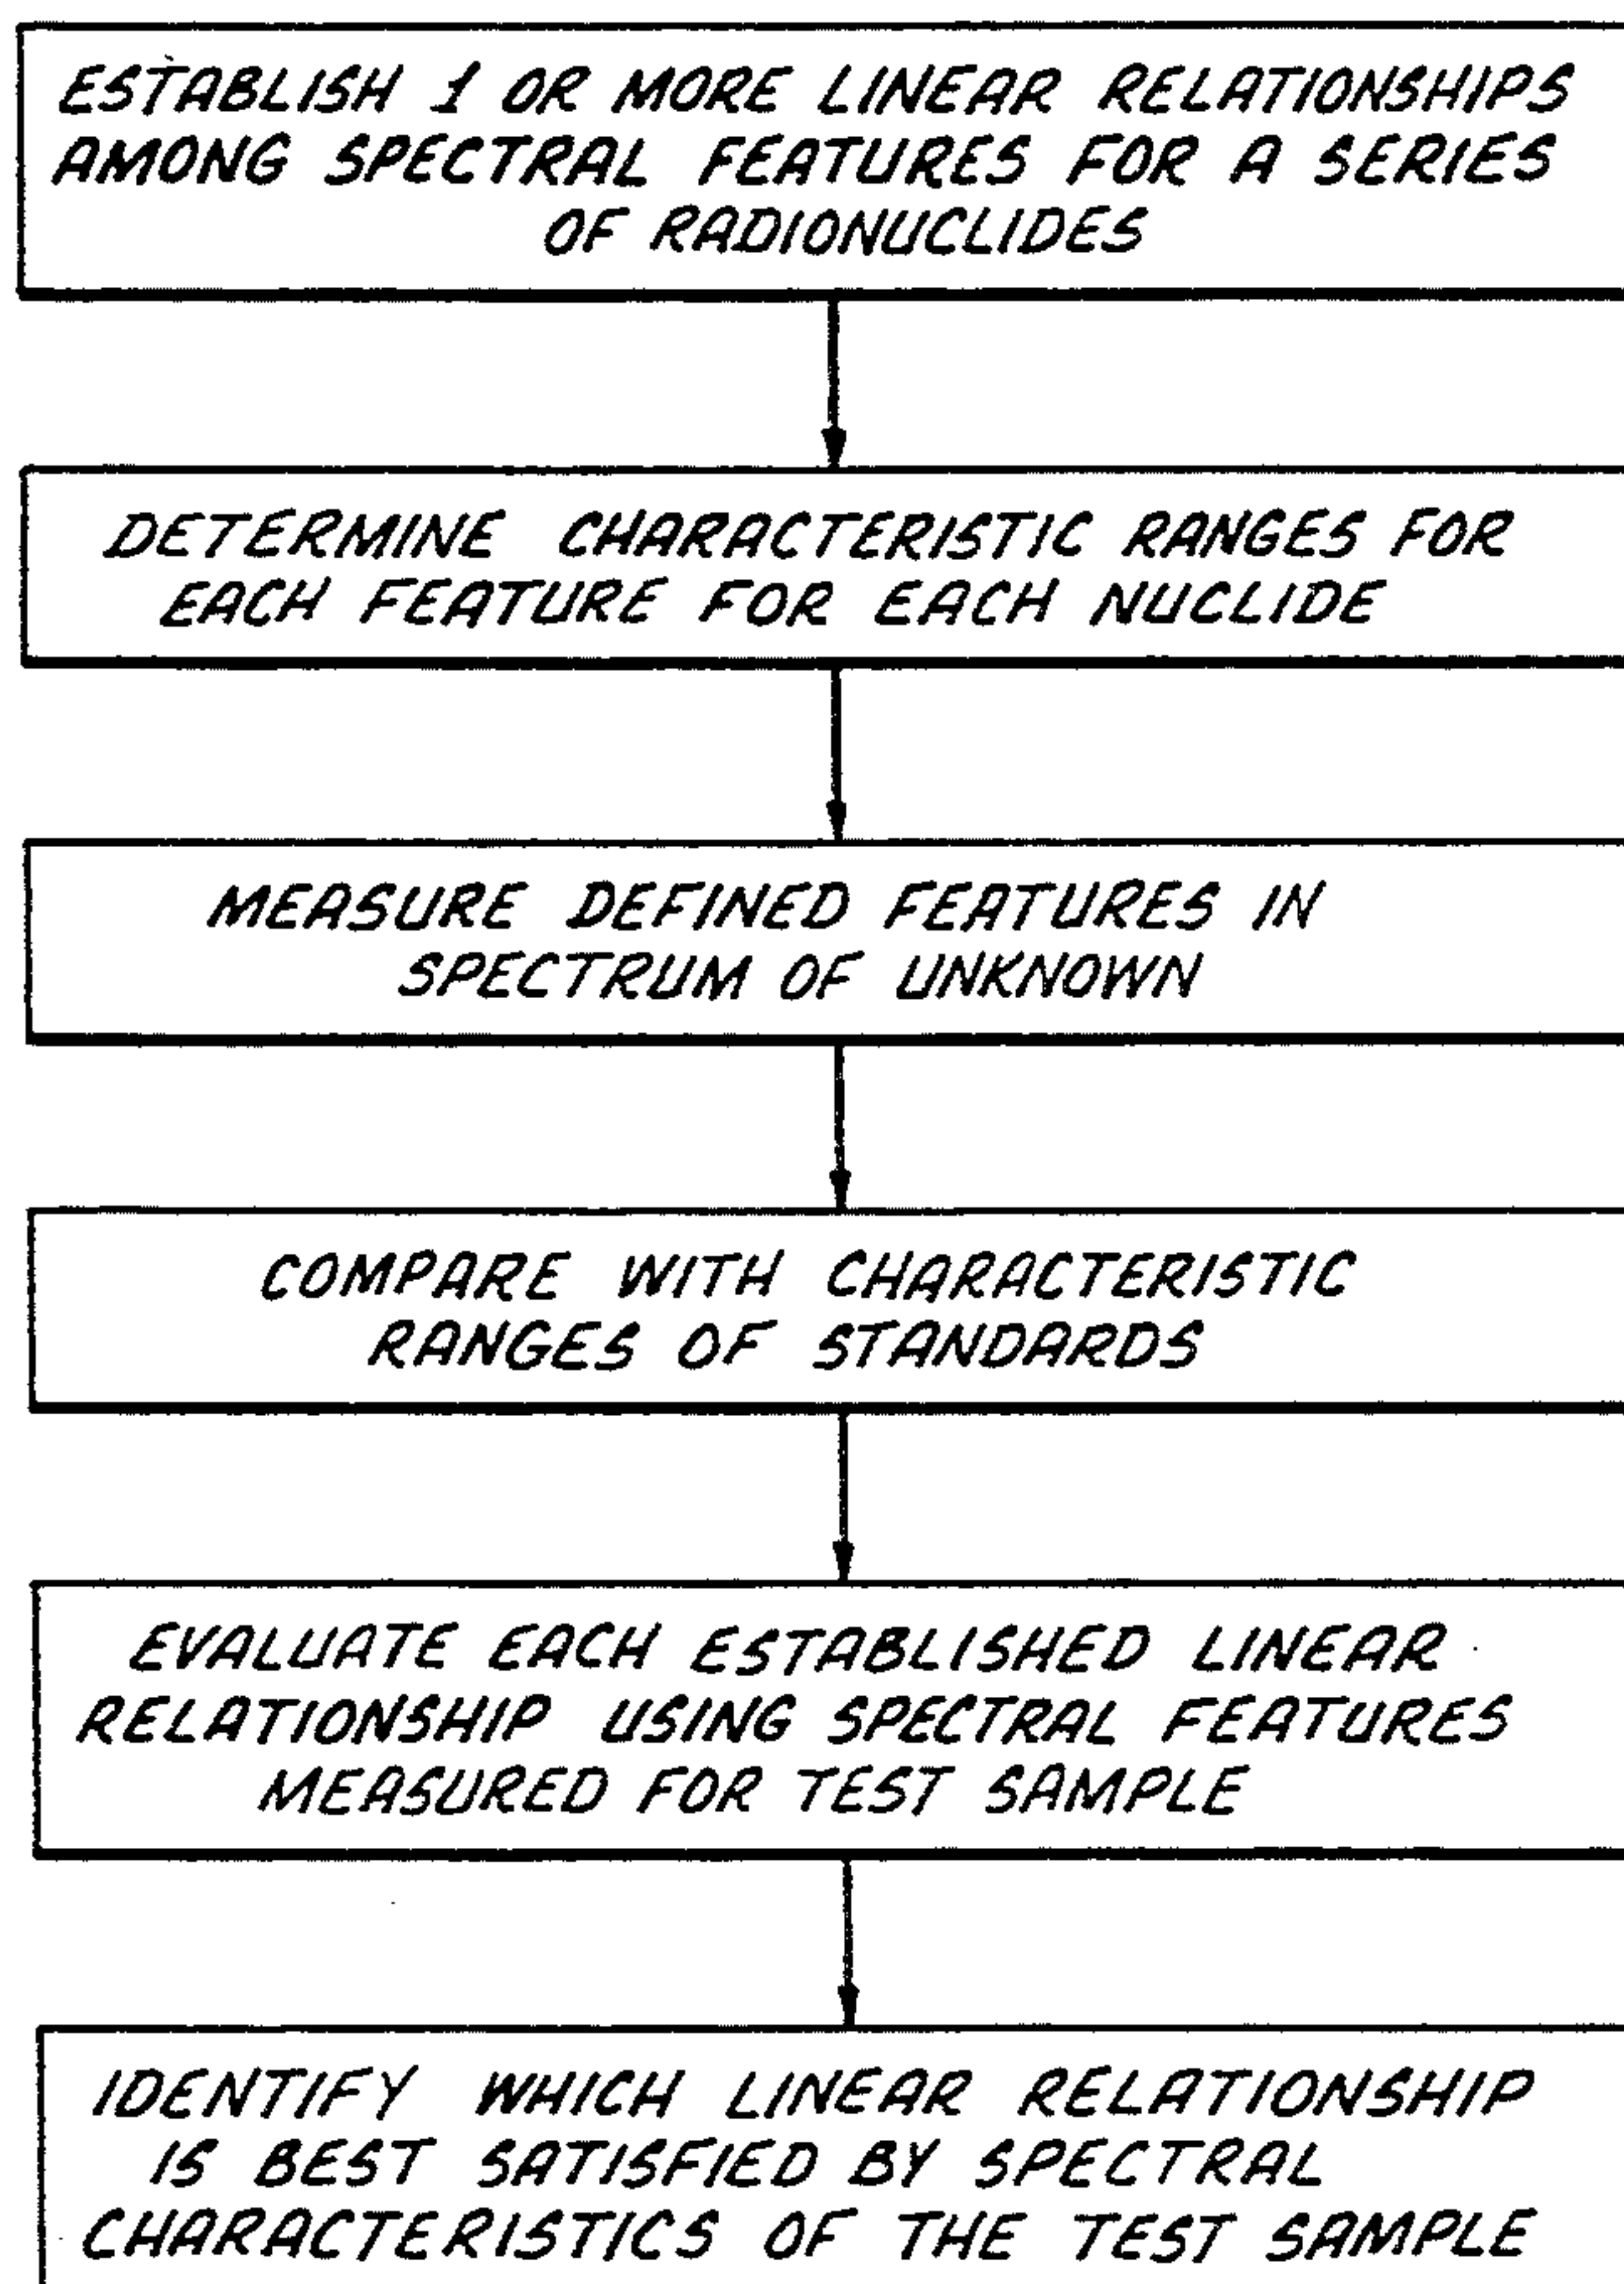 ESTABLISH 1 OR MORE LINEAR RELATIONSHIPS
AMONG SPECTRAL FEATURES FOR A SERIES
OF RADIONUCLIDES
DETERMINE CHARACTERISTIC RANGES FOR
EACH FEATURE FOR EACH NUCLIDE
MEASURE DEFINED FEATURES IN
SPECTRUM OF UNKNOWN
COMPARE WITH CHARACTERISTIC
RANGES OF STANDARDS
EVALUATE EACH ESTABLISHED LINEAR
RELATIONSHIP USING SPECTRAL FEATURES
MEASURED FOR TEST SAMPLE
IDENTIFY WHICH LINEAR RELATIONSHIP
IS BEST SATISFIED BY SPECTRAL
CHARACTERISTICS OF THE TEST SAMPLE